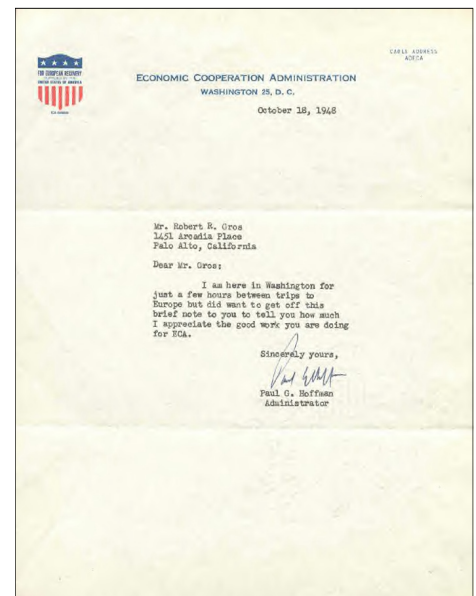 CABLE ADDRESS
ADECA
FOR EUROPEAN RECOVERY
SUPPLIED BY THE
UNITED STATES OF AMERICA
ECONOMIC COOPERATION ADMINISTRATION
WASHINGTON 25, D. C.
October 18, 1948
Mr. Robert R. Gros
1451 Arcadia Place
Palo Alto, California
Dear Mr. Gros:
I am here in Washington for
just a few hours between trips to
Europe but did want to get off this
brief note to you to tell you how much
I appreciate the good work you are doing
for ECA.
Sincerely yours,
Paul G. Hoffman
Administrator